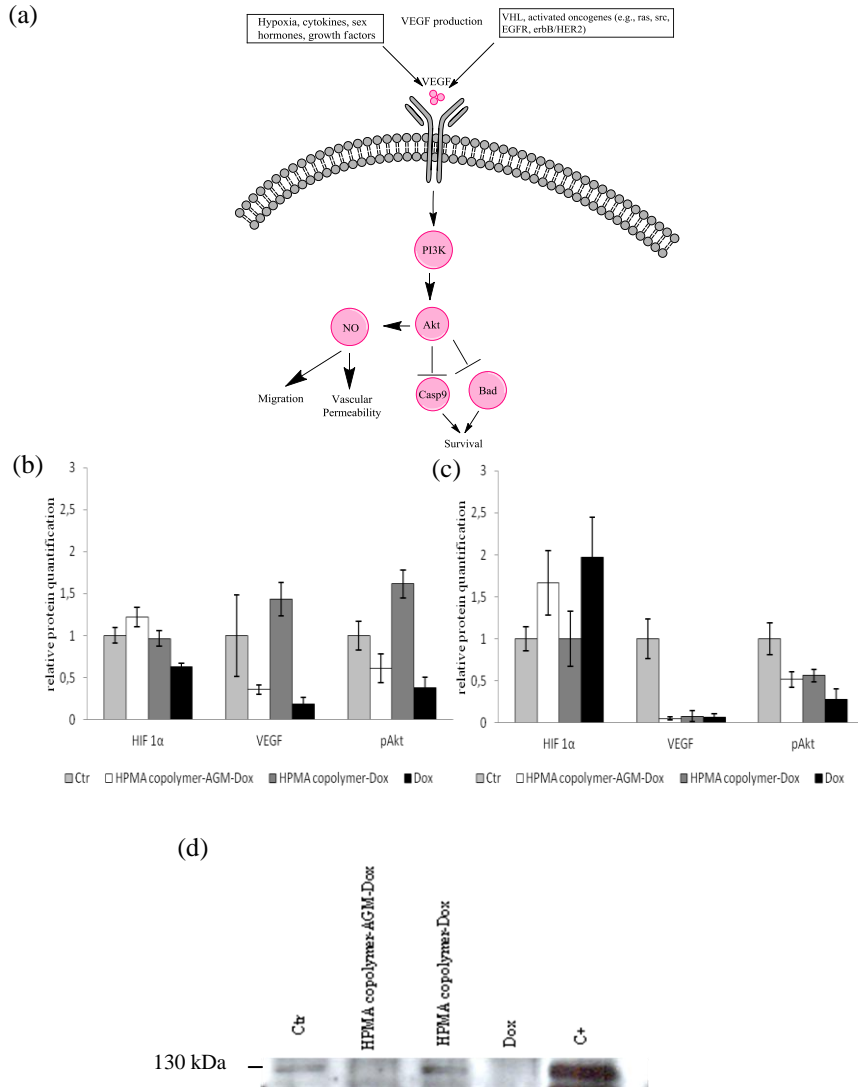 (a)
Hypoxia, cytokines, sex
hormones, growth factors
VEGF production
VHL, activated oncogenes (e.g., ras, src,
EGFR, erbB/HER2)
VEGF
PI3K
Akt
NO
Casp9
Bad
Migration
Vascular
Permeability
Survival
(b)
relative protein quantification
3
2,5
2
1,5
1
0,5
0
HIF 1α
VEGF
pAkt
Ctr
HPMA copolymer-AGM-Dox
HPMA copolymer-Dox
Dox
(c)
relative protein quantification
3
2,5
2
1,5
1
0,5
0
HIF 1α
VEGF
pAkt
Ctr
HPMA copolymer-AGM-Dox
HPMA copolymer-Dox
Dox
(d)
Ctr
HPMA copolymer-AGM-Dox
HPMA copolymer-Dox
Dox
C+
130 kDa